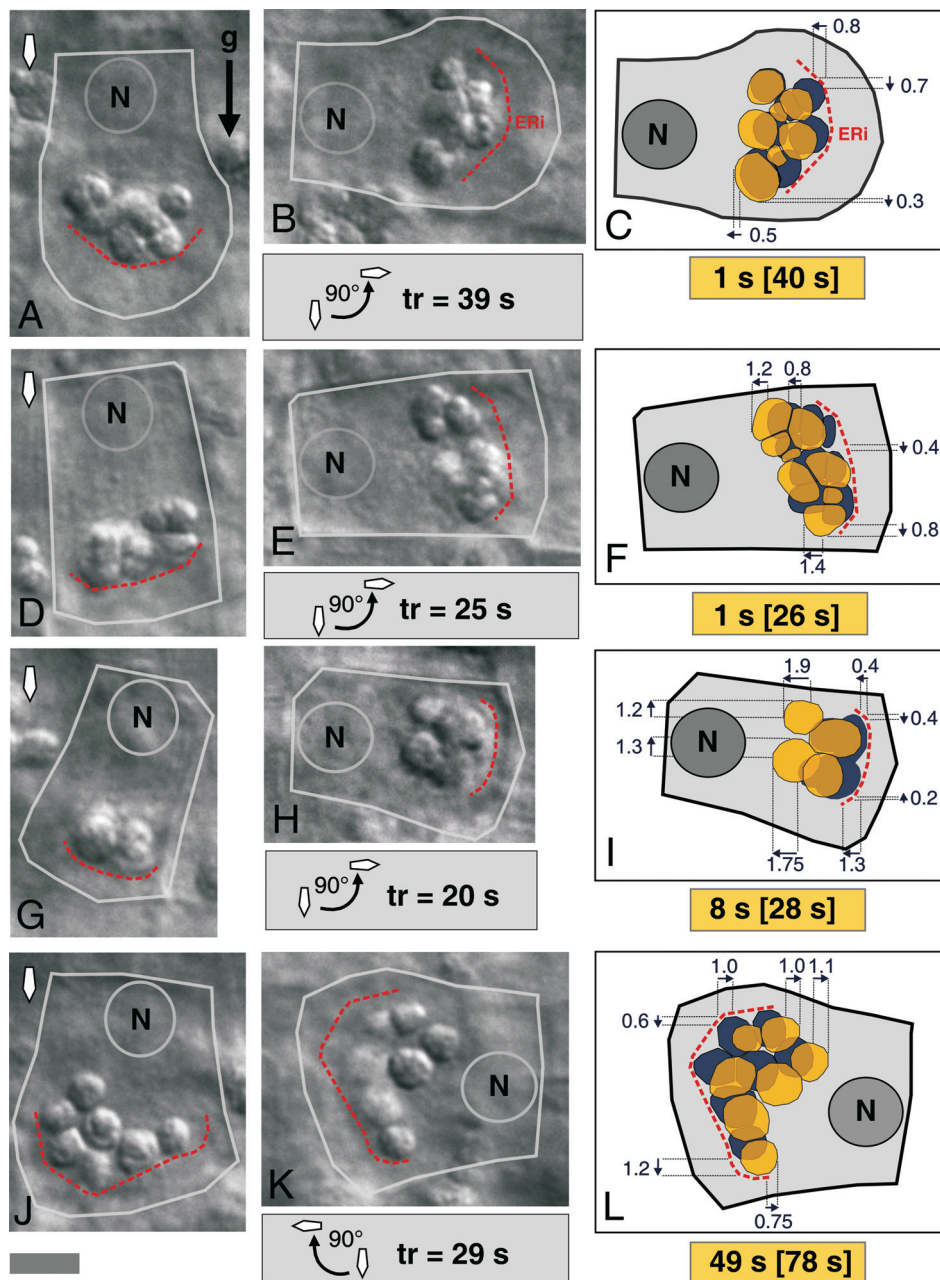 g
N
A
N
ERi
B
90°
tr = 39 s
0.8
0.7
ERi
N
0.3
0.5
C
1 s [40 s]
N
D
N
E
90°
tr = 25 s
1.2 0.8
0.4
N
0.8
1.4
F
1 s [26 s]
N
G
N
H
90°
tr = 20 s
1.9 0.4
1.2
0.4
1.3
N
0.2
1.75 1.3
I
8 s [28 s]
N
J
N
K
90°
tr = 29 s
1.0 1.0 1.1
0.6
N
1.2
0.75
L
49 s [78 s]